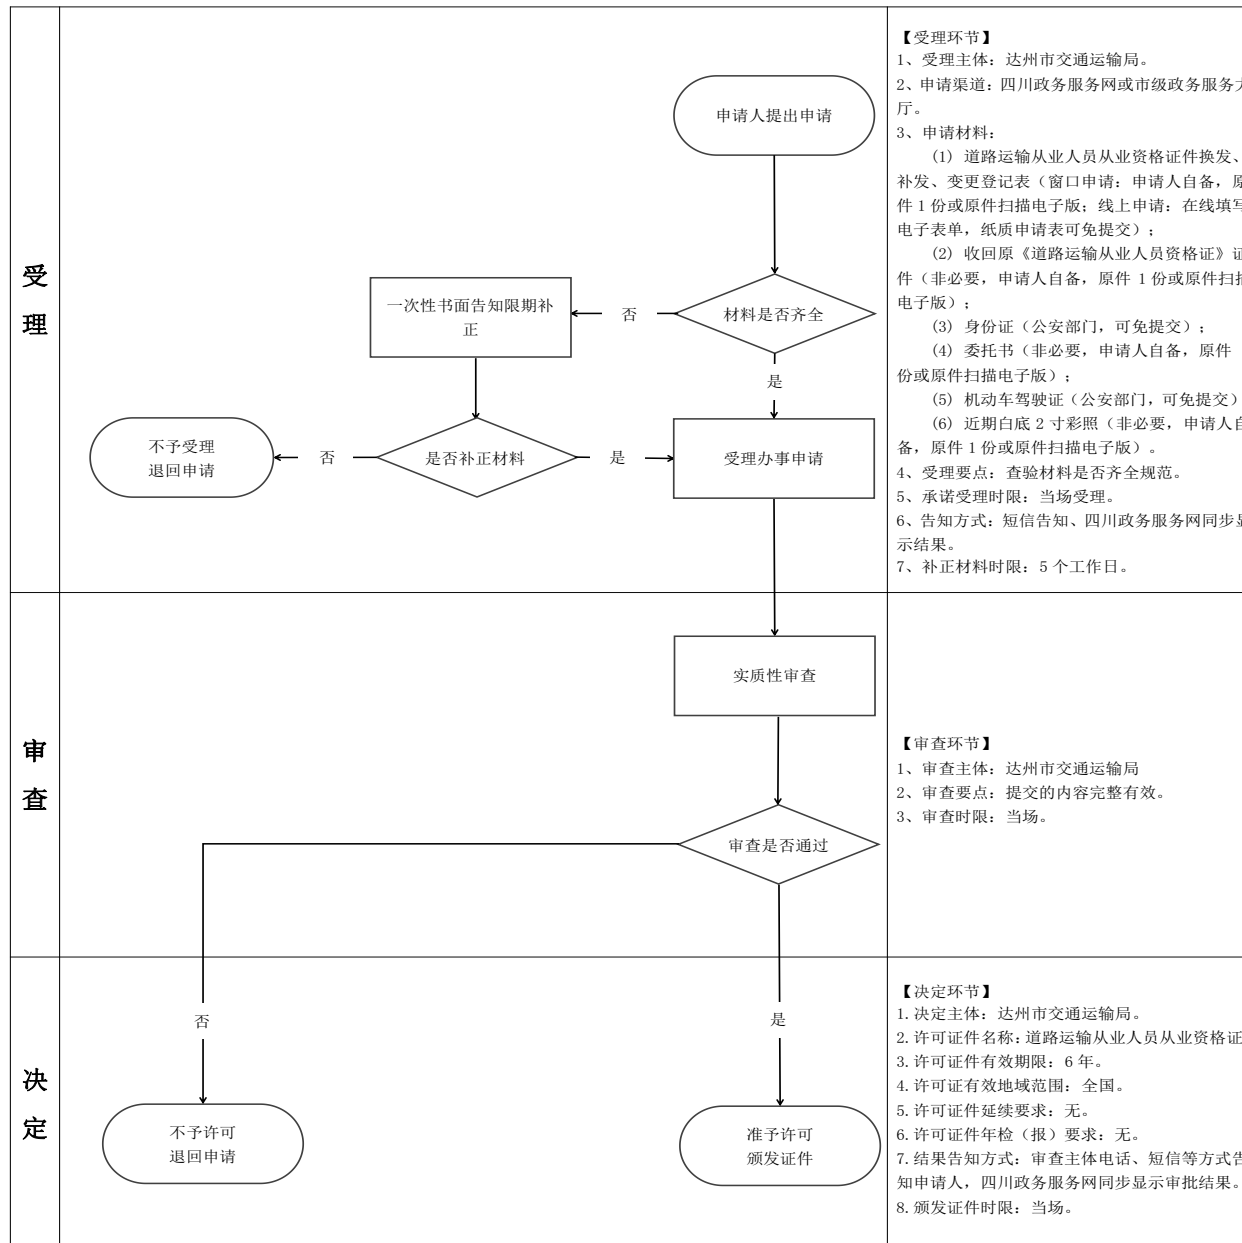 受
理
申请人提出申请
材料是否齐全
否
一次性书面告知限期补
正
是
是否补正材料
否
不予受理
退回申请
是
受理办事申请
【受理环节】
1、受理主体：达州市交通运输局。
2、申请渠道：四川政务服务网或市级政务服务大
厅。
3、申请材料：
(1) 道路运输从业人员从业资格证件换发、
补发、变更登记表（窗口申请：申请人自备，原
件 1 份或原件扫描电子版；线上申请：在线填写
电子表单，纸质申请表可免提交）；
(2) 收回原《道路运输从业人员资格证》证
件（非必要，申请人自备，原件 1 份或原件扫描
电子版）；
(3) 身份证（公安部门，可免提交）；
(4) 委托书（非必要，申请人自备，原件
份或原件扫描电子版）；
(5) 机动车驾驶证（公安部门，可免提交）
(6) 近期白底 2 寸彩照（非必要，申请人自
备，原件 1 份或原件扫描电子版）。
4、受理要点：查验材料是否齐全规范。
5、承诺受理时限：当场受理。
6、告知方式：短信告知、四川政务服务网同步显
示结果。
7、补正材料时限：5 个工作日。
审
查
实质性审查
审查是否通过
【审查环节】
1、审查主体：达州市交通运输局
2、审查要点：提交的内容完整有效。
3、审查时限：当场。
决
定
否
是
不予许可
退回申请
准予许可
颁发证件
【决定环节】
1.决定主体：达州市交通运输局。
2.许可证件名称：道路运输从业人员从业资格证
3.许可证件有效期限：6 年。
4.许可证有效地域范围：全国。
5.许可证件延续要求：无。
6.许可证件年检（报）要求：无。
7.结果告知方式：审查主体电话、短信等方式告
知申请人，四川政务服务网同步显示审批结果。
8.颁发证件时限：当场。